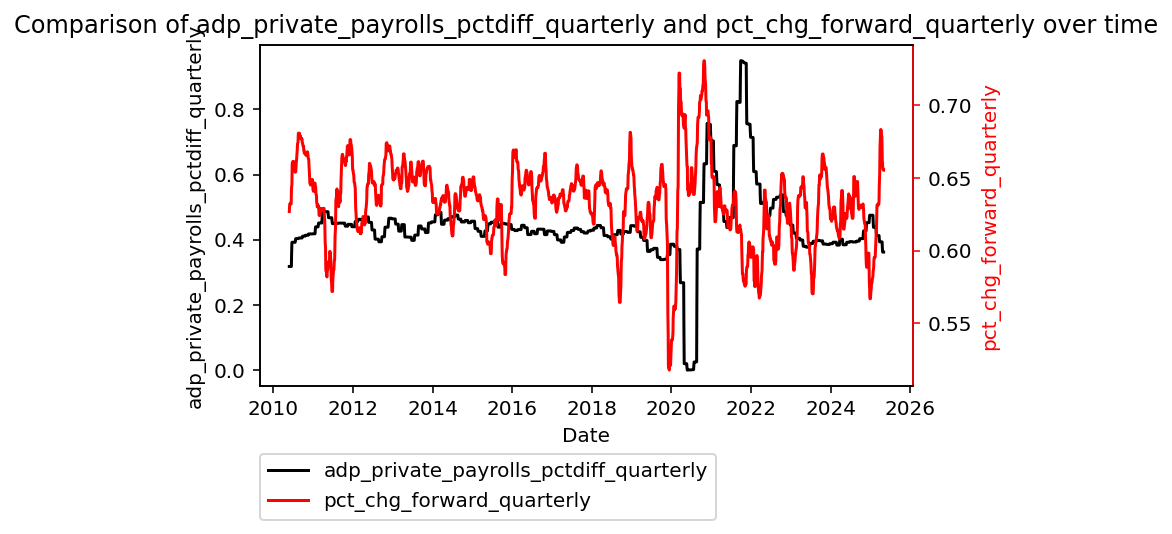 Comparison of adp_private_payrolls_pctdiff_quarterly and pct_chg_forward_quarterly over time
adp_private_payrolls_pctdiff_quarterly
0.8
0.6
0.4
0.2
0.0
0.70
0.65
0.60
0.55
pct_chg_forward_quarterly
2010 2012 2014 2016 2018 2020 2022 2024 2026
Date
adp_private_payrolls_pctdiff_quarterly
pct_chg_forward_quarterly